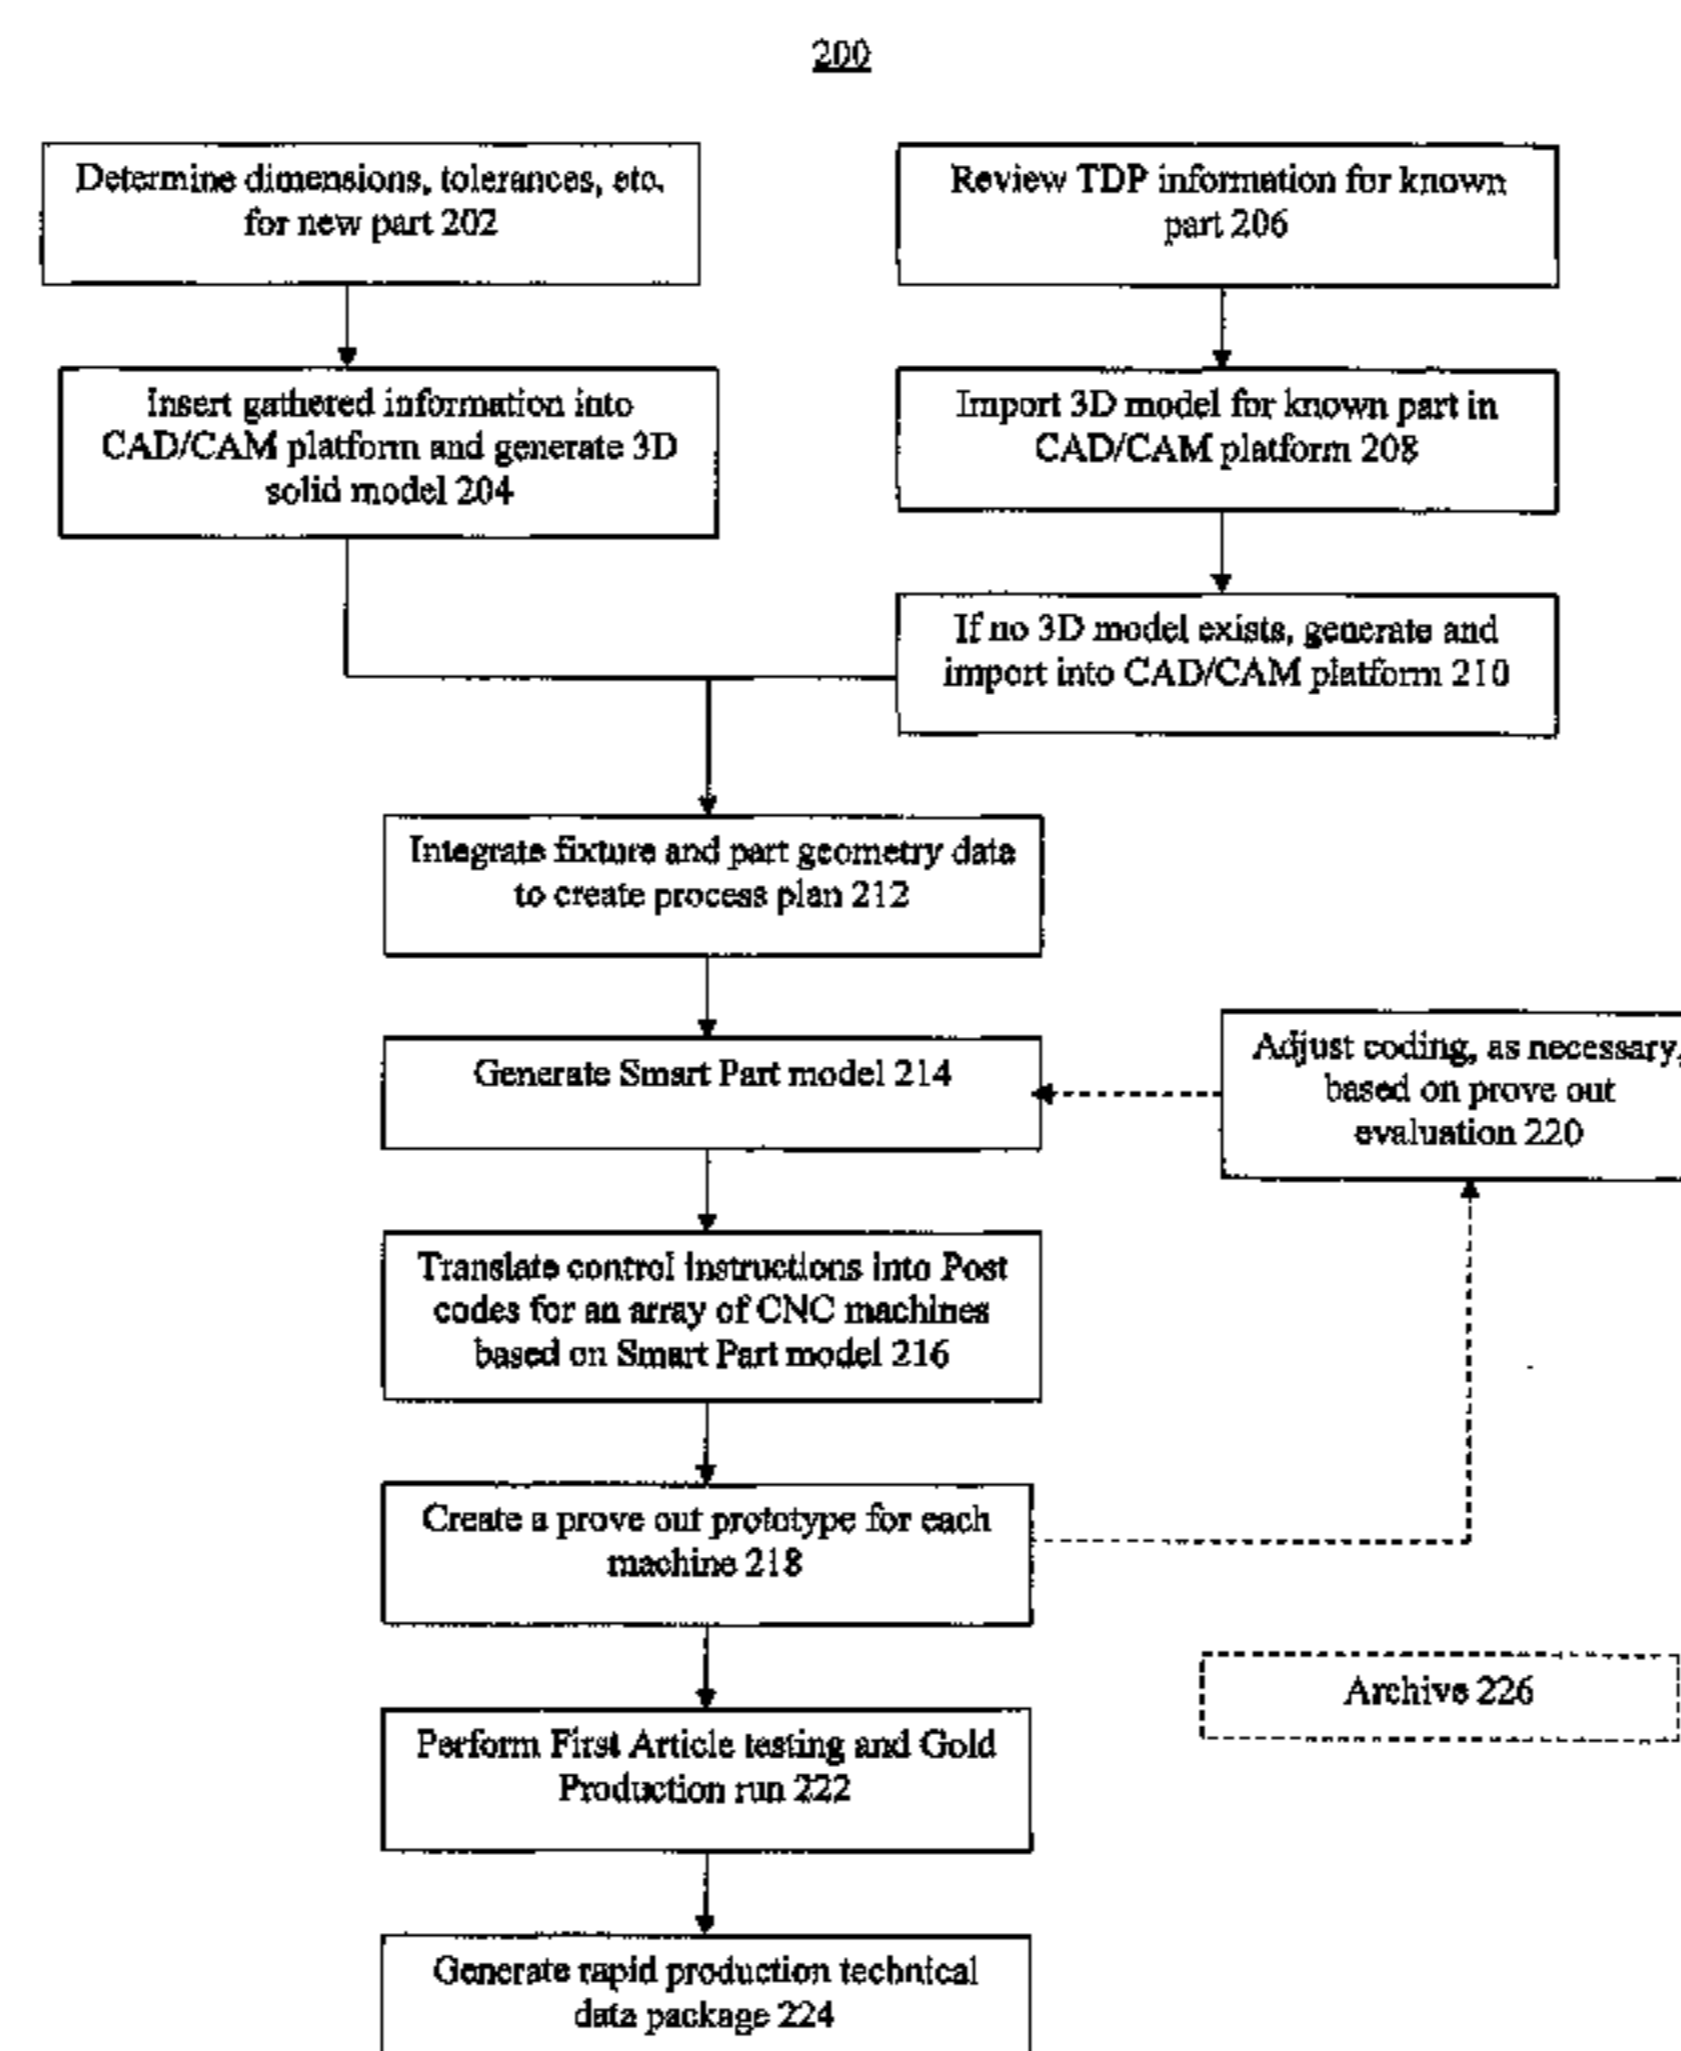 200
Determine dimensions, tolerances, etc.
for new part 202
Review TDP information for known
part 206
Insert gathered information into
CAD/CAM platform and generate 3D
solid model 204
Import 3D model for known part in
CAD/CAM platform 208
If no 3D model exists, generate and
import into CAD/CAM platform 210
Integrate fixture and part geometry data
to create process plan 212
Generate Smart Part model 214
Adjust coding, as necessary,
based on prove out
evaluation 220
Translate control instructions into Post
codes for an array of CNC machines
based on Smart Part model 216
Create a prove out prototype for each
machine 218
Archive 226
Perform First Article testing and Gold
Production run 222
Generate rapid production technical
data package 224